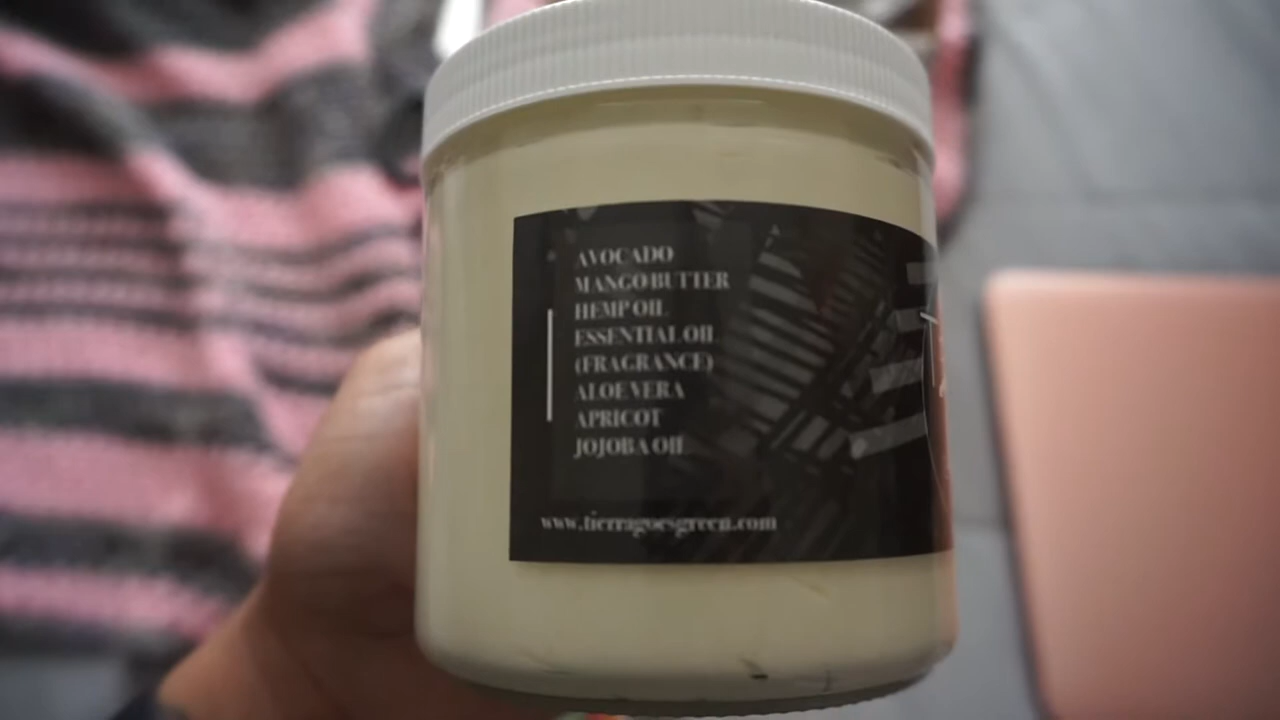 AVOCADO
MANGO BUTTER
HEMP OIL
ESSENTIAL OIL
(FRAGRANCE)
ALOE VERA
APRICOT
JOJOBA OIL
www.tierragoesgreen.com